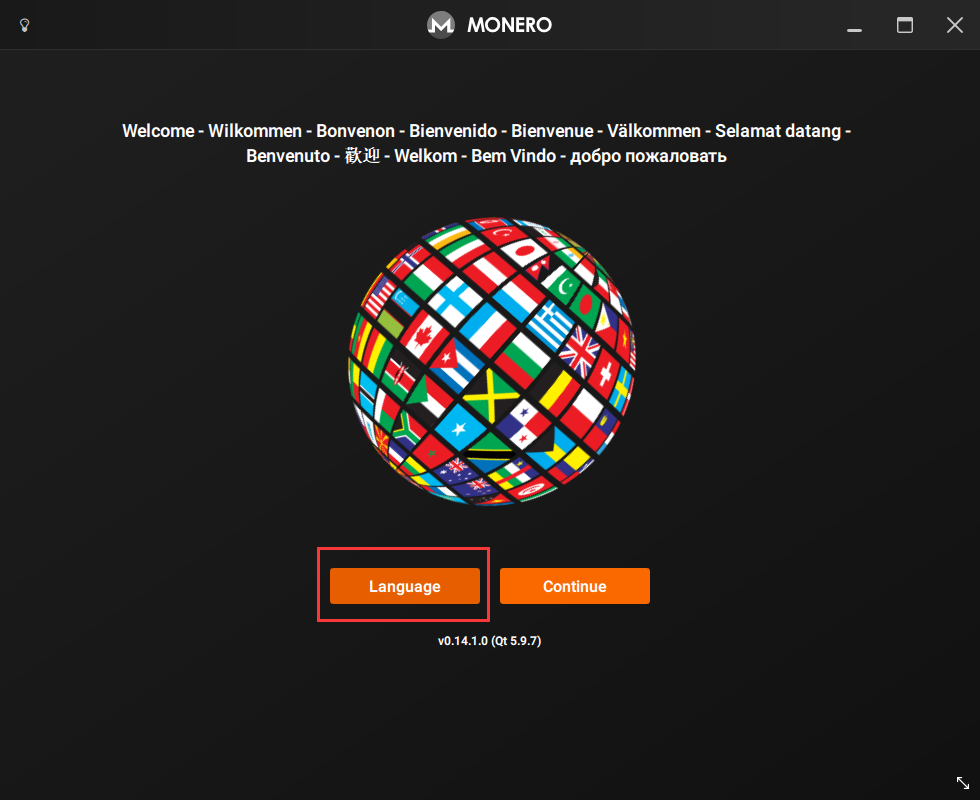 MONERO
Welcome - Wilkommen - Bonvenon - Bienvenido - Bienvenue - Välkommen - Selamat datang -
Benvenuto - 歡迎 - Welkom - Bem Vindo - добро пожаловать
Language
Continue
v0.14.1.0 (Qt 5.9.7)